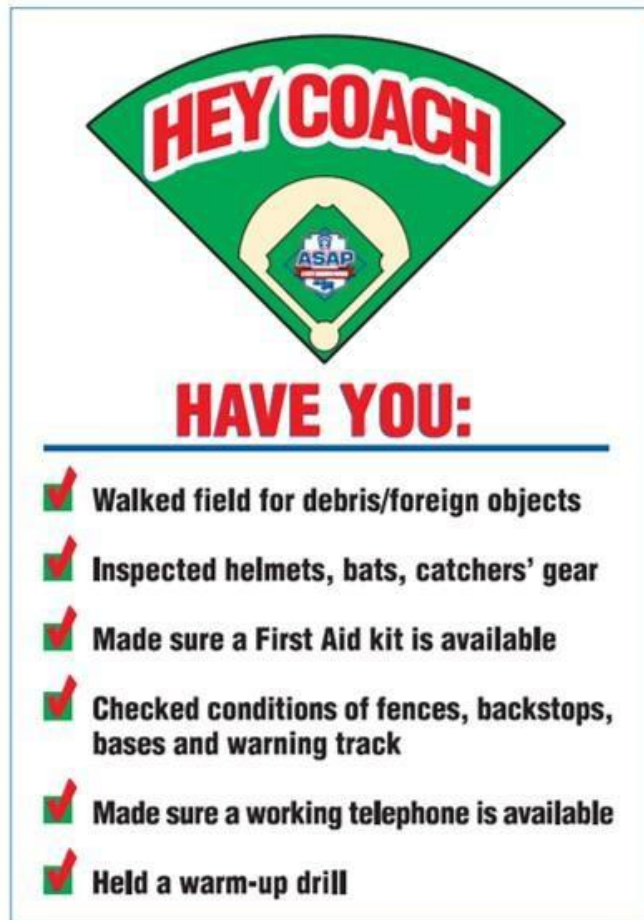 HEY COACH
ASAP
HAVE YOU:
Walked field for debris/foreign objects
Inspected helmets, bats, catchers' gear
Made sure a First Aid kit is available
Checked conditions of fences, backstops,
bases and warning track
Made sure a working telephone is available
Held a warm-up drill